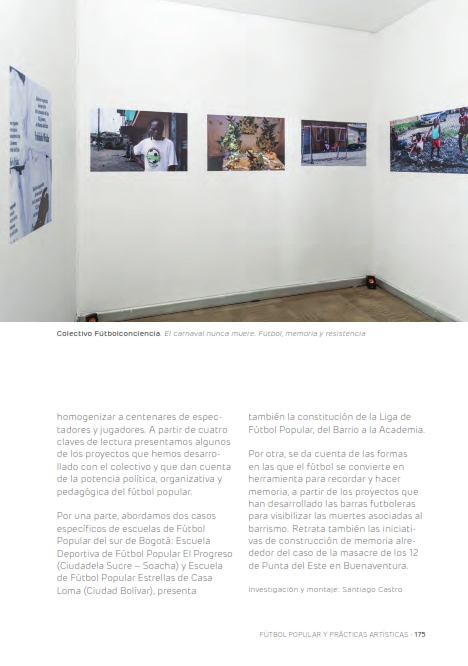 Colectivo Fútbolconciencia. El carnaval nunca muere. Fútbol, memoria y resistencia
homogenizar a centenares de espec-
tadores y jugadores. A partir de cuatro
claves de lectura presentamos algunos
de los proyectos que hemos desarro-
llado con el colectivo y que dan cuenta
de la potencia política, organizativa y
pedagógica del fútbol popular.
Por una parte, abordamos dos casos
específicos de escuelas de Fútbol
Popular del sur de Bogotá: Escuela
Deportiva de Fútbol Popular El Progreso
(Ciudadela Sucre – Soacha) y Escuela
de Fútbol Popular Estrellas de Casa
Loma (Ciudad Bolívar), presenta
también la constitución de la Liga de
Fútbol Popular, del Barrio a la Academia.
Por otra, se da cuenta de las formas
en las que el fútbol se convierte en
herramienta para recordar y hacer
memoria, a partir de los proyectos que
han desarrollado las barras futboleras
para visibilizar las muertes asociadas al
barrismo. Retrata también las iniciati-
vas de construcción de memoria alre-
dedor del caso de la masacre de los 12
de Punta del Este en Buenaventura.
Investigación y montaje: Santiago Castro
FÚTBOL POPULAR Y PRÁCTICAS ARTÍSTICAS - 175